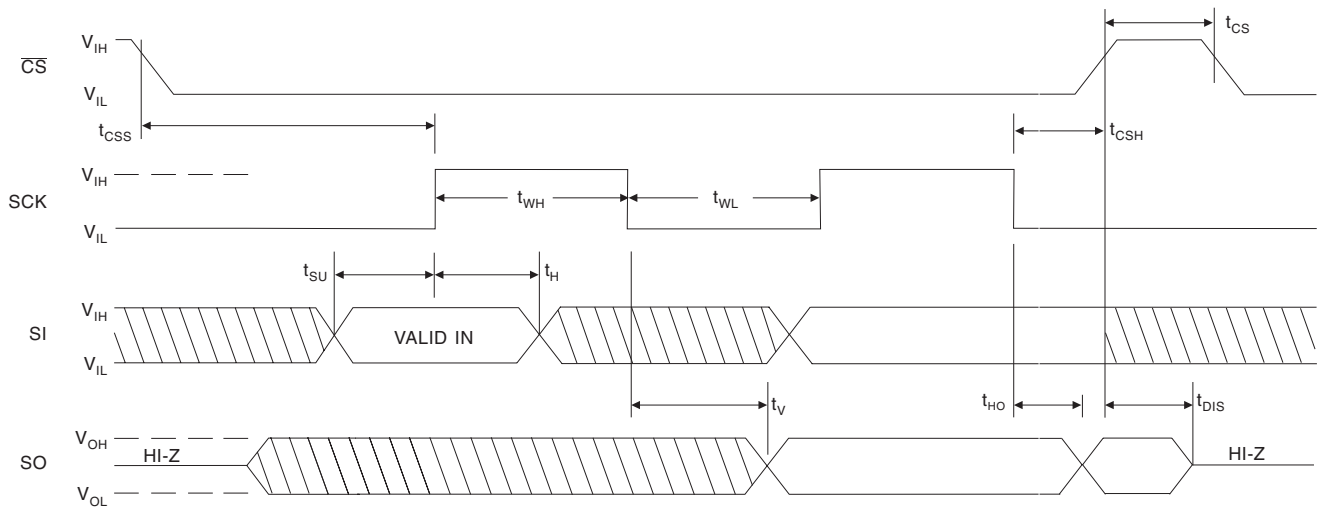 V_IH
t_CS
C̅S̅
V_IL
t_CSS
t_CSH
V_IH
SCK
t_WH
t_WL
V_IL
t_SU
t_H
V_IH
SI
VALID IN
V_IL
t_V
t_HO
t_DIS
V_OH
SO
HI-Z
HI-Z
V_OL